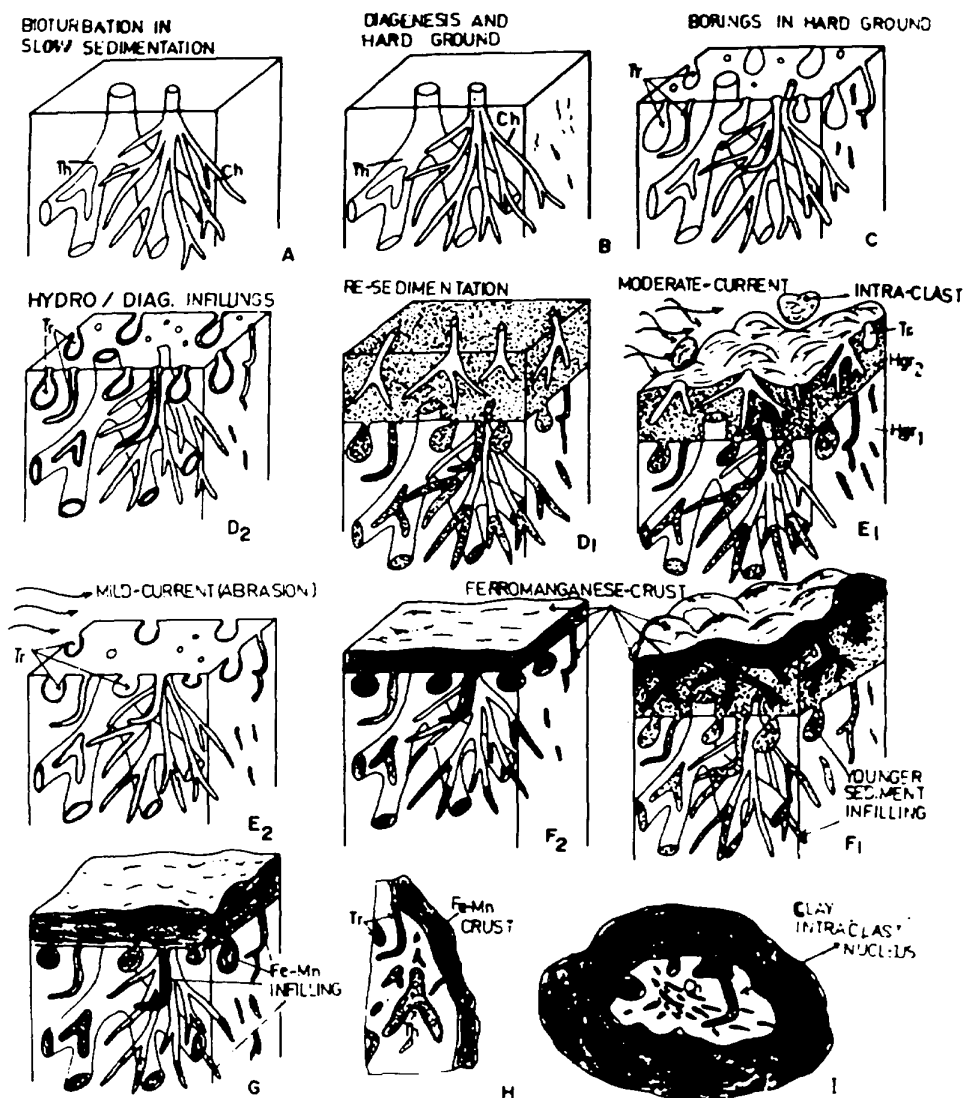 BIOTURBATION IN
SLOW SEDIMENTATION
Th
Ch
A
DIAGENESIS AND
HARD GROUND
Th
Ch
B
BORINGS IN HARD GROUND
Tr
C
HYDRO / DIAG. INFILLINGS
Tr
D2
RE-SEDIMENTATION
D1
MODERATE-CURRENT
INTRA-CLAST
Tr
Hgr2
Hgr1
E1
MILD-CURRENT(ABRASION)
Tr
E2
FERROMANGANESE-CRUST
F2
YOUNGER
SEDIMENT
INFILLING
F1
Fe-Mn
INFILLING
G
Tr
Fe-Mn
CRUST
H
CLAY
INTRACLAST
NUCLEUS
I